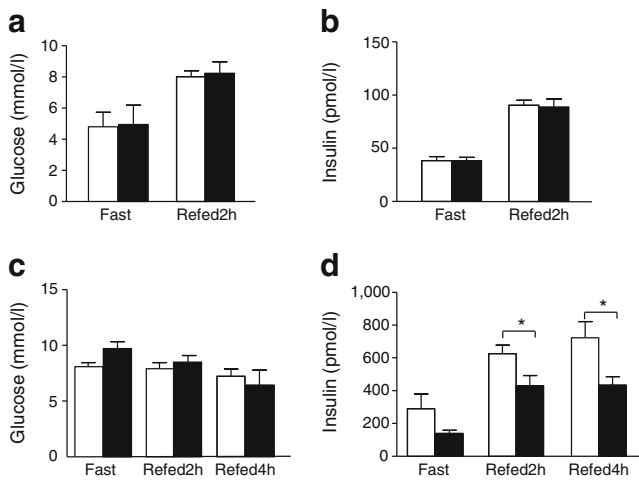 a
Glucose (mmol/l)
10
8
6
4
2
0
Fast Refed2h
b
Insulin (pmol/l)
150
100
50
0
Fast Refed2h
c
Glucose (mmol/l)
15
10
5
0
Fast Refed2h Refed4h
d
Insulin (pmol/l)
1,000
800
600
400
200
0
* *
Fast Refed2h Refed4h